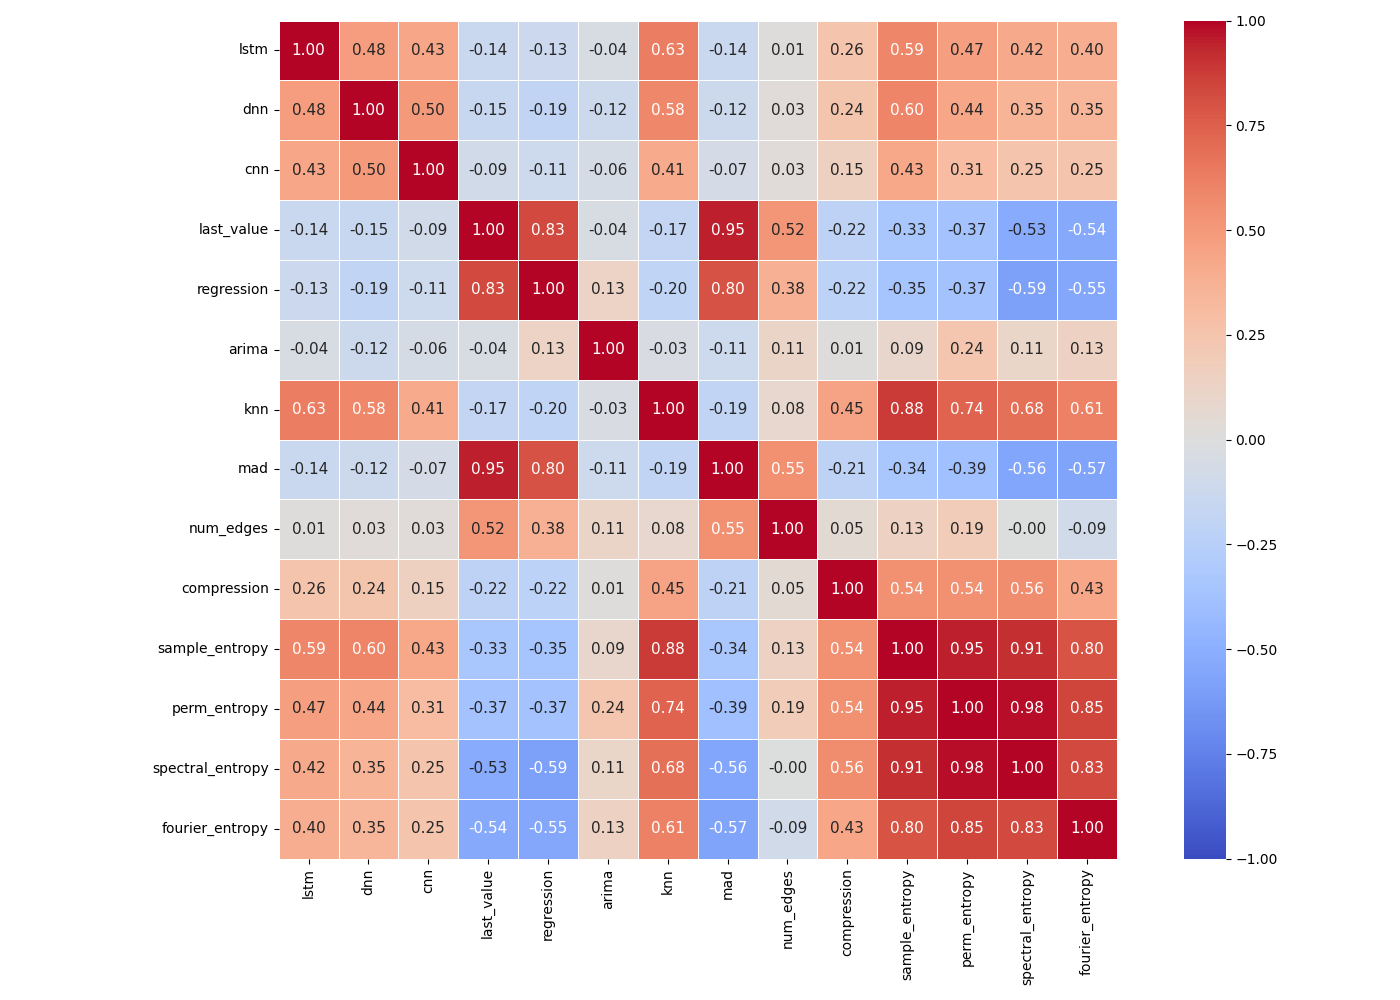 lstm 1.00 0.48 0.43 -0.14 -0.13 -0.04 0.63 -0.14 0.01 0.26 0.59 0.47 0.42 0.40
dnn 0.48 1.00 0.50 -0.15 -0.19 -0.12 0.58 -0.12 0.03 0.24 0.60 0.44 0.35 0.35
cnn 0.43 0.50 1.00 -0.09 -0.11 -0.06 0.41 -0.07 0.03 0.15 0.43 0.31 0.25 0.25
last_value -0.14 -0.15 -0.09 1.00 0.83 -0.04 -0.17 0.95 0.52 -0.22 -0.33 -0.37 -0.53 -0.54
regression -0.13 -0.19 -0.11 0.83 1.00 0.13 -0.20 0.80 0.38 -0.22 -0.35 -0.37 -0.59 -0.55
arima -0.04 -0.12 -0.06 -0.04 0.13 1.00 -0.03 -0.11 0.11 0.01 0.09 0.24 0.11 0.13
knn 0.63 0.58 0.41 -0.17 -0.20 -0.03 1.00 -0.19 0.08 0.45 0.88 0.74 0.68 0.61
mad -0.14 -0.12 -0.07 0.95 0.80 -0.11 -0.19 1.00 0.55 -0.21 -0.34 -0.39 -0.56 -0.57
num_edges 0.01 0.03 0.03 0.52 0.38 0.11 0.08 0.55 1.00 0.05 0.13 0.19 -0.00 -0.09
compression 0.26 0.24 0.15 -0.22 -0.22 0.01 0.45 -0.21 0.05 1.00 0.54 0.54 0.56 0.43
sample_entropy 0.59 0.60 0.43 -0.33 -0.35 0.09 0.88 -0.34 0.13 0.54 1.00 0.95 0.91 0.80
perm_entropy 0.47 0.44 0.31 -0.37 -0.37 0.24 0.74 -0.39 0.19 0.54 0.95 1.00 0.98 0.85
spectral_entropy 0.42 0.35 0.25 -0.53 -0.59 0.11 0.68 -0.56 -0.00 0.56 0.91 0.98 1.00 0.83
fourier_entropy 0.40 0.35 0.25 -0.54 -0.55 0.13 0.61 -0.57 -0.09 0.43 0.80 0.85 0.83 1.00
lstm dnn cnn last_value regression arima knn mad num_edges compression sample_entropy perm_entropy spectral_entropy fourier_entropy
1.00
0.75
0.50
0.25
0.00
−0.25
−0.50
−0.75
−1.00